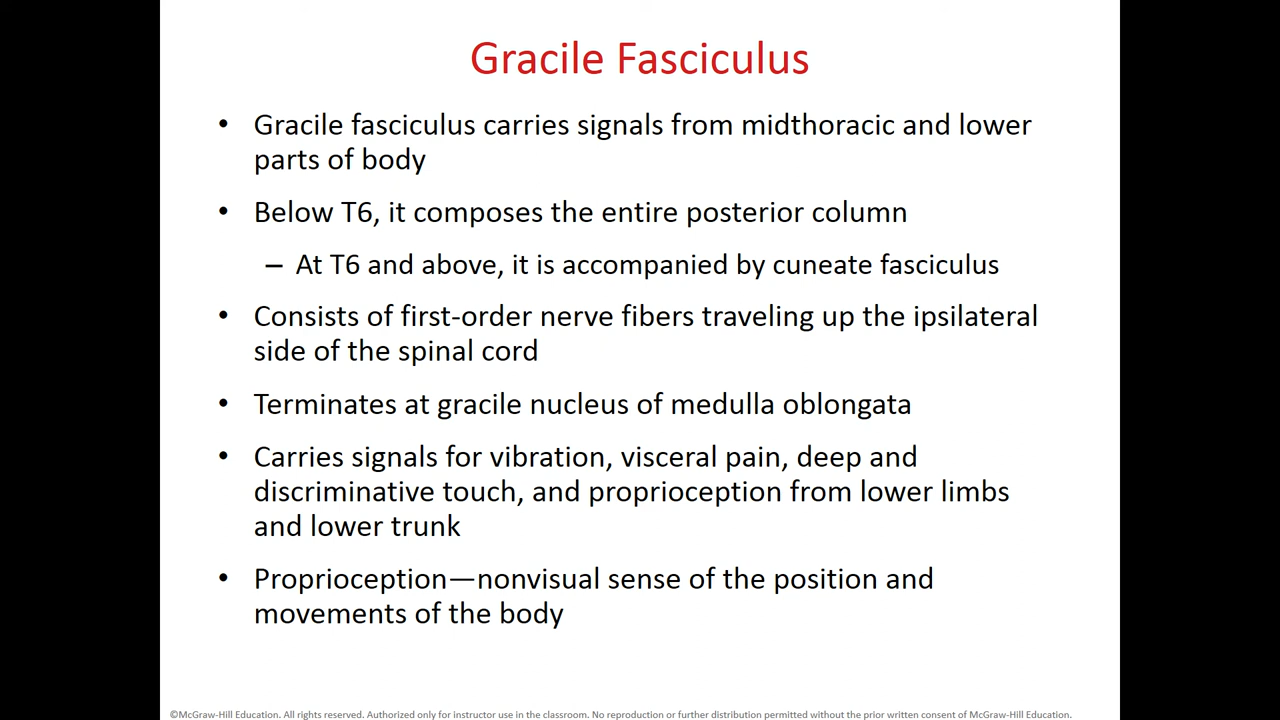 Gracile Fasciculus
• Gracile fasciculus carries signals from midthoracic and lower
parts of body
• Below T6, it composes the entire posterior column
– At T6 and above, it is accompanied by cuneate fasciculus
• Consists of first-order nerve fibers traveling up the ipsilateral
side of the spinal cord
• Terminates at gracile nucleus of medulla oblongata
• Carries signals for vibration, visceral pain, deep and
discriminative touch, and proprioception from lower limbs
and lower trunk
• Proprioception—nonvisual sense of the position and
movements of the body
©McGraw-Hill Education. All rights reserved. Authorized only for instructor use in the classroom. No reproduction or further distribution permitted without the prior written consent of McGraw-Hill Education.